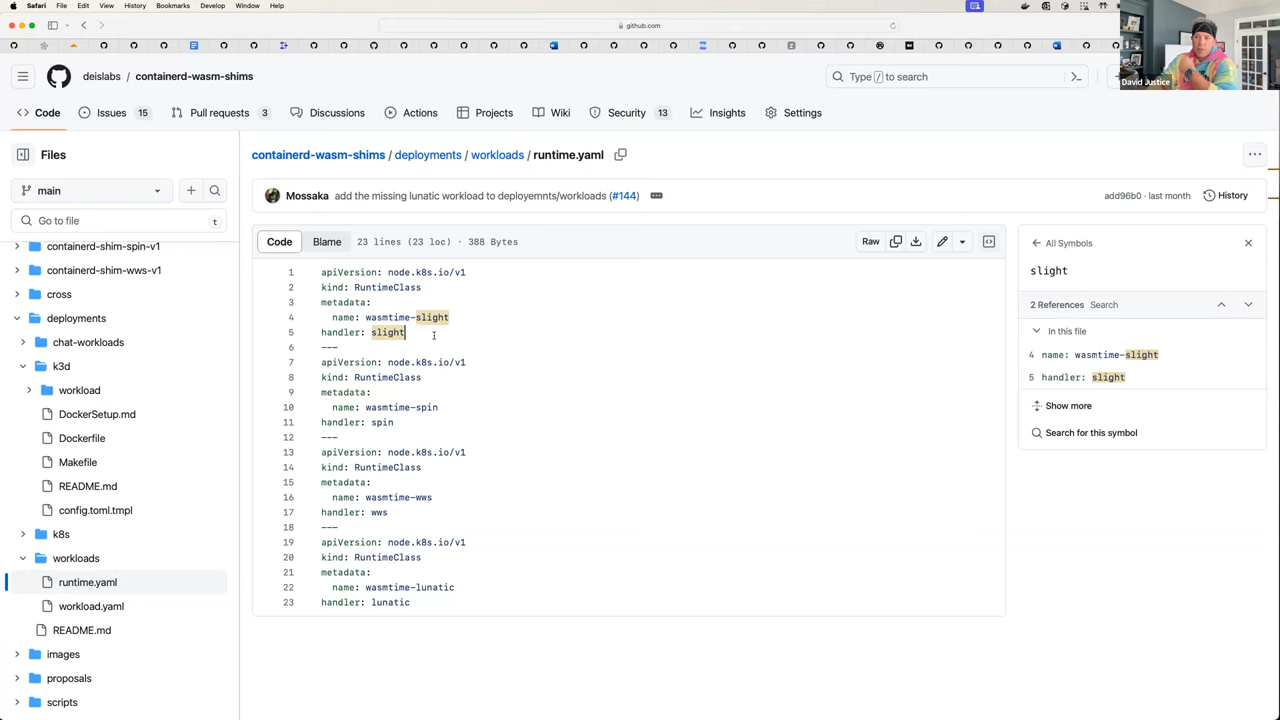 Safari File Edit View History Bookmarks Develop Window Help
github.com
David Justice
deislabs / containerd-wasm-shims
Type / to search
Code
Issues 15
Pull requests 3
Discussions
Actions
Projects
Wiki
Security 13
Insights
Settings
Files
main
Go to file t
containerd-shim-spin-v1
containerd-shim-wws-v1
cross
deployments
chat-workloads
k3d
workload
DockerSetup.md
Dockerfile
Makefile
README.md
config.toml.tmpl
k8s
workloads
runtime.yaml
workload.yaml
README.md
images
proposals
scripts
containerd-wasm-shims / deployments / workloads / runtime.yaml
Mossaka add the missing lunatic workload to deployemnts/workloads (#144)
add96b0 · last month History
Code Blame 23 lines (23 loc) · 388 Bytes
Raw
1 apiVersion: node.k8s.io/v1
2 kind: RuntimeClass
3 metadata:
4 name: wasmtime-slight
5 handler: slight
6 ---
7 apiVersion: node.k8s.io/v1
8 kind: RuntimeClass
9 metadata:
10 name: wasmtime-spin
11 handler: spin
12 ---
13 apiVersion: node.k8s.io/v1
14 kind: RuntimeClass
15 metadata:
16 name: wasmtime-wws
17 handler: wws
18 ---
19 apiVersion: node.k8s.io/v1
20 kind: RuntimeClass
21 metadata:
22 name: wasmtime-lunatic
23 handler: lunatic
All Symbols
slight
2 References Search
In this file
4 name: wasmtime-slight
5 handler: slight
Show more
Search for this symbol